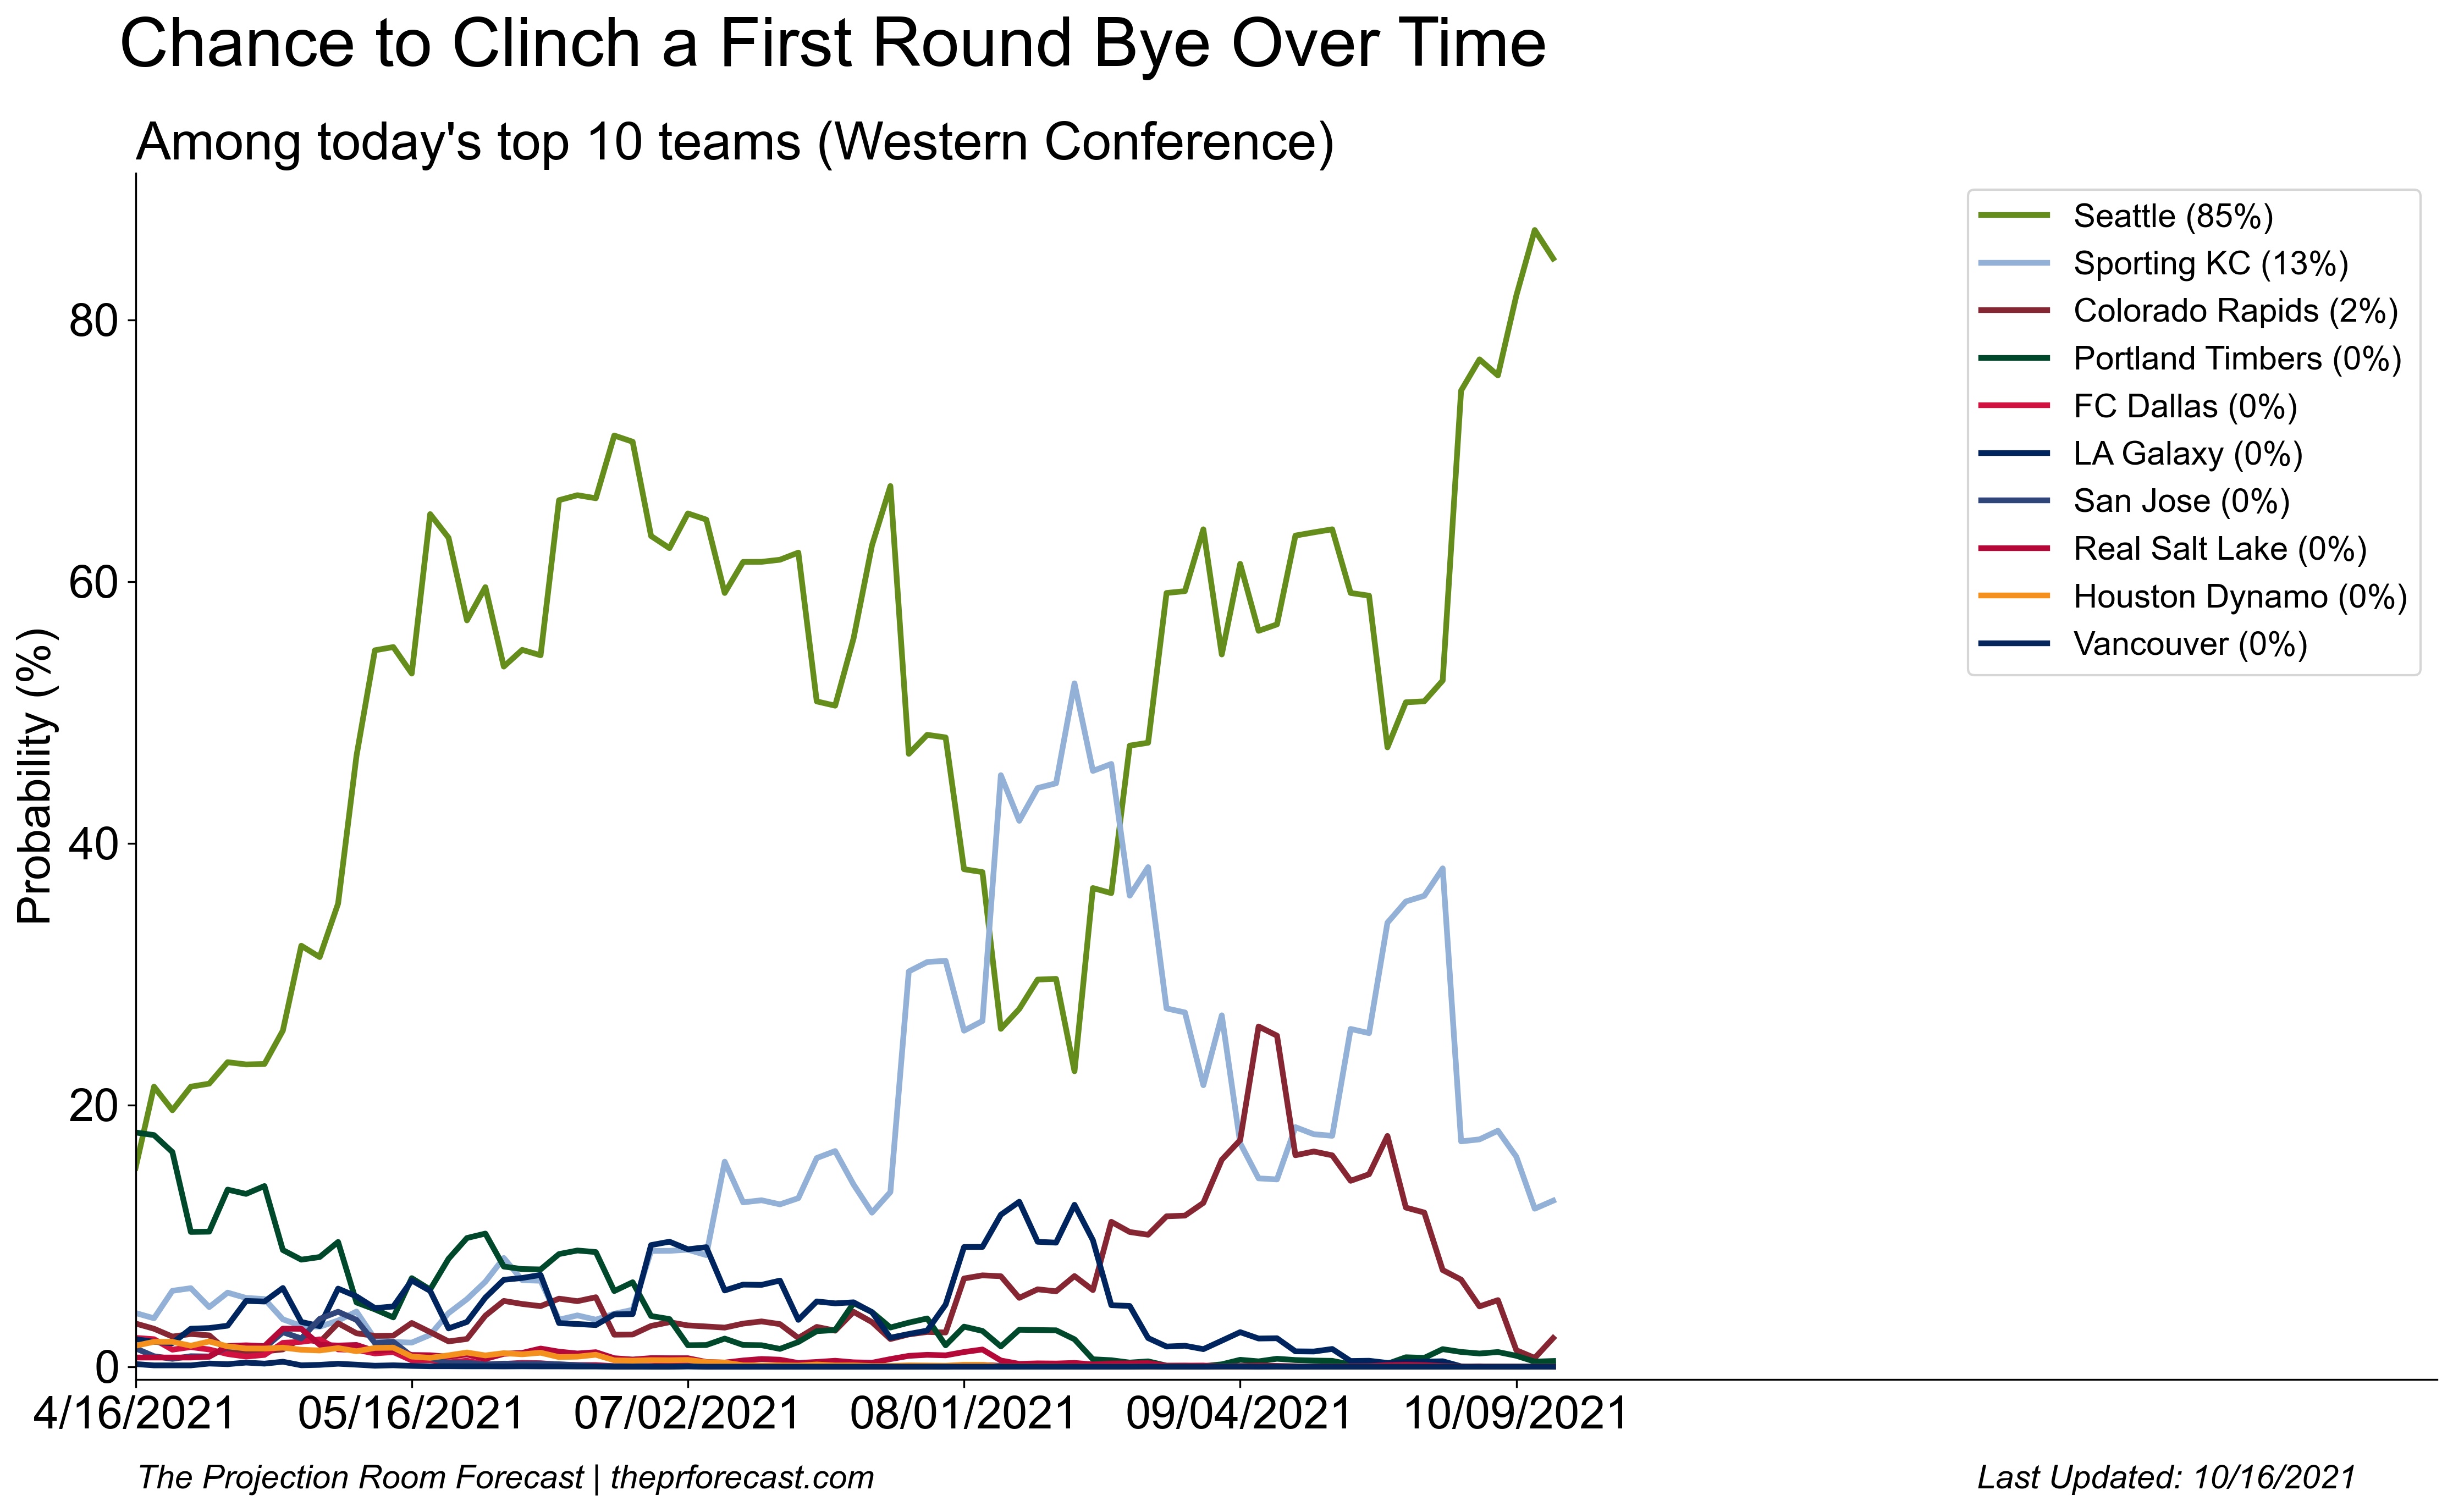 Chance to Clinch a First Round Bye Over Time
Among today's top 10 teams (Western Conference)
Seattle (85%)
Sporting KC (13%)
Colorado Rapids (2%)
Portland Timbers (0%)
FC Dallas (0%)
LA Galaxy (0%)
San Jose (0%)
Real Salt Lake (0%)
Houston Dynamo (0%)
Vancouver (0%)
Probability (%)
80
60
40
20
0
4/16/2021 05/16/2021 07/02/2021 08/01/2021 09/04/2021 10/09/2021
The Projection Room Forecast | theprforecast.com
Last Updated: 10/16/2021